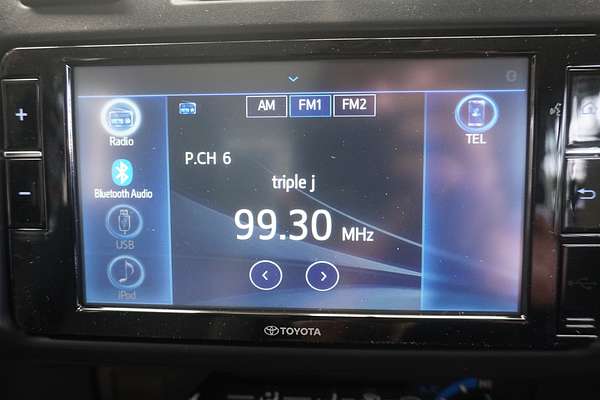 AM FM1 FM2
Radio
TEL
P.CH 6
Bluetooth Audio
triple j
99.30 MHz
USB
iPod
+
-
TOYOTA